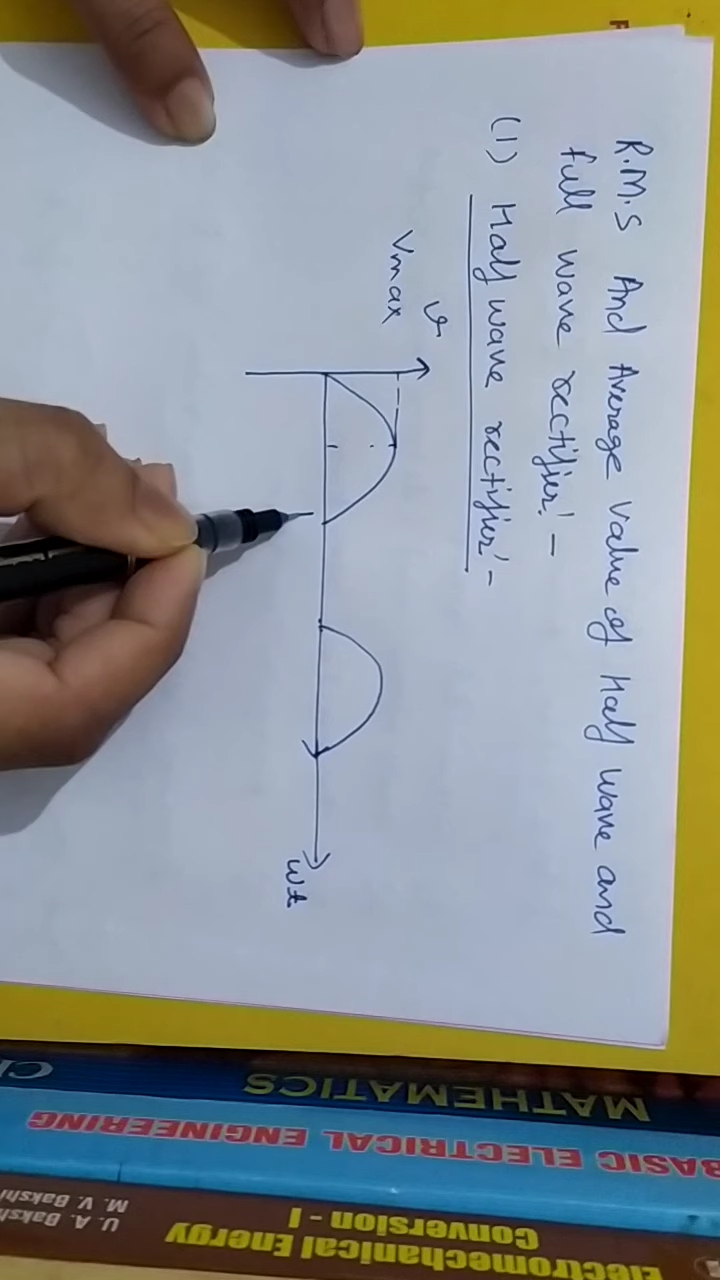 R.M.S And Average value of Half wave and
full wave rectifier:-
(1) Half wave rectifier:-
v
Vmax
wt
MATHEMATICS
BASIC ELECTRICAL ENGINEERING
Electromechanical Energy
Conversion - I
U. A. Bakshi
M. V. Bakshi